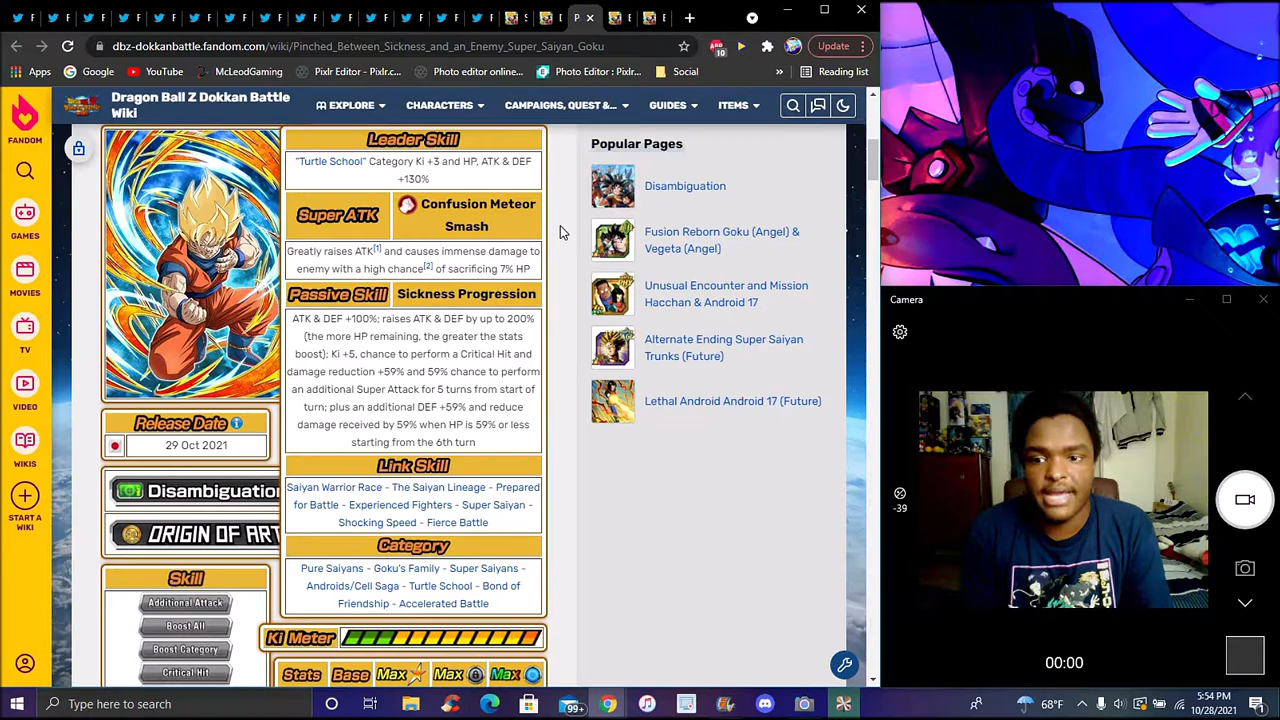 dbz-dokkanbattle.fandom.com/wiki/Pinched_Between_Sickness_and_an_Enemy_Super_Saiyan_Goku
10
Update
Apps
Google
YouTube
McLeodGaming
Pixlr Editor - Pixlr.c...
Photo editor online...
Photo Editor : Pixlr...
Social
»
Reading list
FANDOM
Dragon Ball Z Dokkan Battle
Wiki
EXPLORE
CHARACTERS
CAMPAIGNS, QUEST &...
GUIDES
ITEMS
GAMES
MOVIES
TV
VIDEO
WIKIS
START A
WIKI
Leader Skill
"Turtle School" Category Ki +3 and HP, ATK & DEF
+130%
Super ATK
Confusion Meteor
Smash
Greatly raises ATK[1] and causes immense damage to
enemy with a high chance[2] of sacrificing 7% HP
Passive Skill
Sickness Progression
ATK & DEF +100%; raises ATK & DEF by up to 200%
(the more HP remaining, the greater the stats
boost); Ki +5, chance to perform a Critical Hit and
damage reduction +59% and 59% chance to perform
an additional Super Attack for 5 turns from start of
turn; plus an additional DEF +59% and reduce
damage received by 59% when HP is 59% or less
starting from the 6th turn
Link Skill
Saiyan Warrior Race - The Saiyan Lineage - Prepared
for Battle - Experienced Fighters - Super Saiyan -
Shocking Speed - Fierce Battle
Category
Pure Saiyans - Goku's Family - Super Saiyans -
Androids/Cell Saga - Turtle School - Bond of
Friendship - Accelerated Battle
Ki Meter
Stats
Base
Max
Max
Max
Release Date
29 Oct 2021
Disambiguation
ORIGIN OF ART
Skill
Additional Attack
Boost All
Boost Category
Critical Hit
Popular Pages
Disambiguation
Fusion Reborn Goku (Angel) &
Vegeta (Angel)
Unusual Encounter and Mission
Hacchan & Android 17
Alternate Ending Super Saiyan
Trunks (Future)
Lethal Android Android 17 (Future)
Camera
-39
00:00
Type here to search
99+
68°F
5:54 PM
10/28/2021